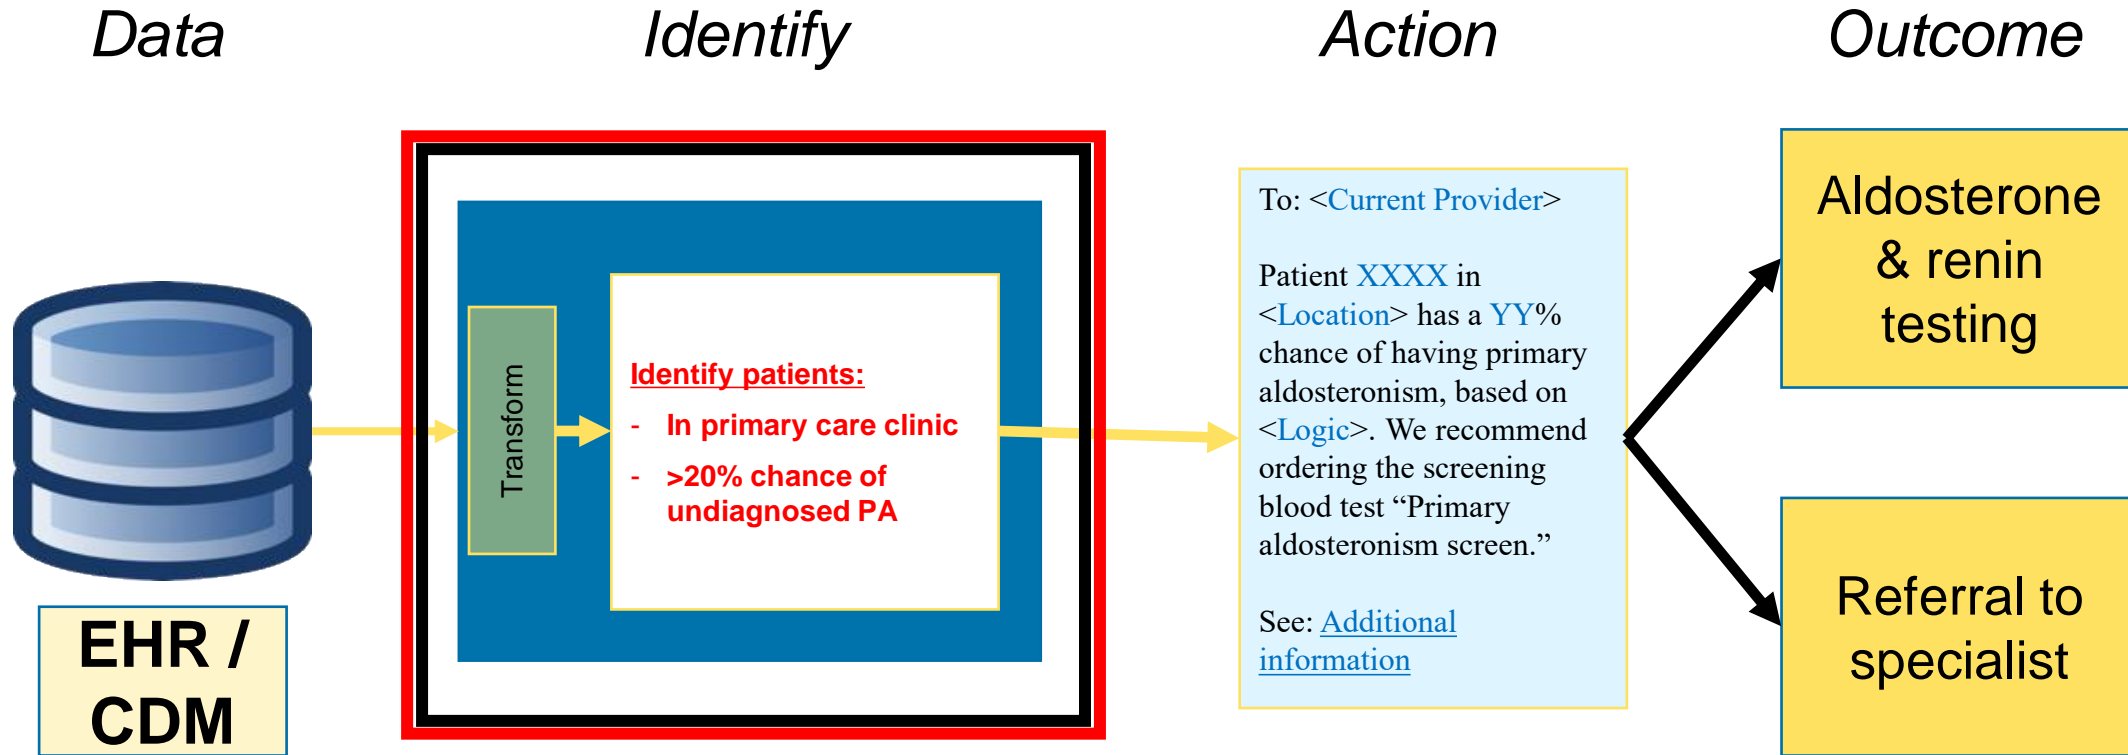 Data
Identify
Action
Outcome
EHR /
CDM
Transform
Identify patients:
- In primary care clinic
- >20% chance of
undiagnosed PA
To: <Current Provider>
Patient XXXX in
<Location> has a YY%
chance of having primary
aldosteronism, based on
<Logic>. We recommend
ordering the screening
blood test “Primary
aldosteronism screen.”
See: Additional
information
Aldosterone
& renin
testing
Referral to
specialist